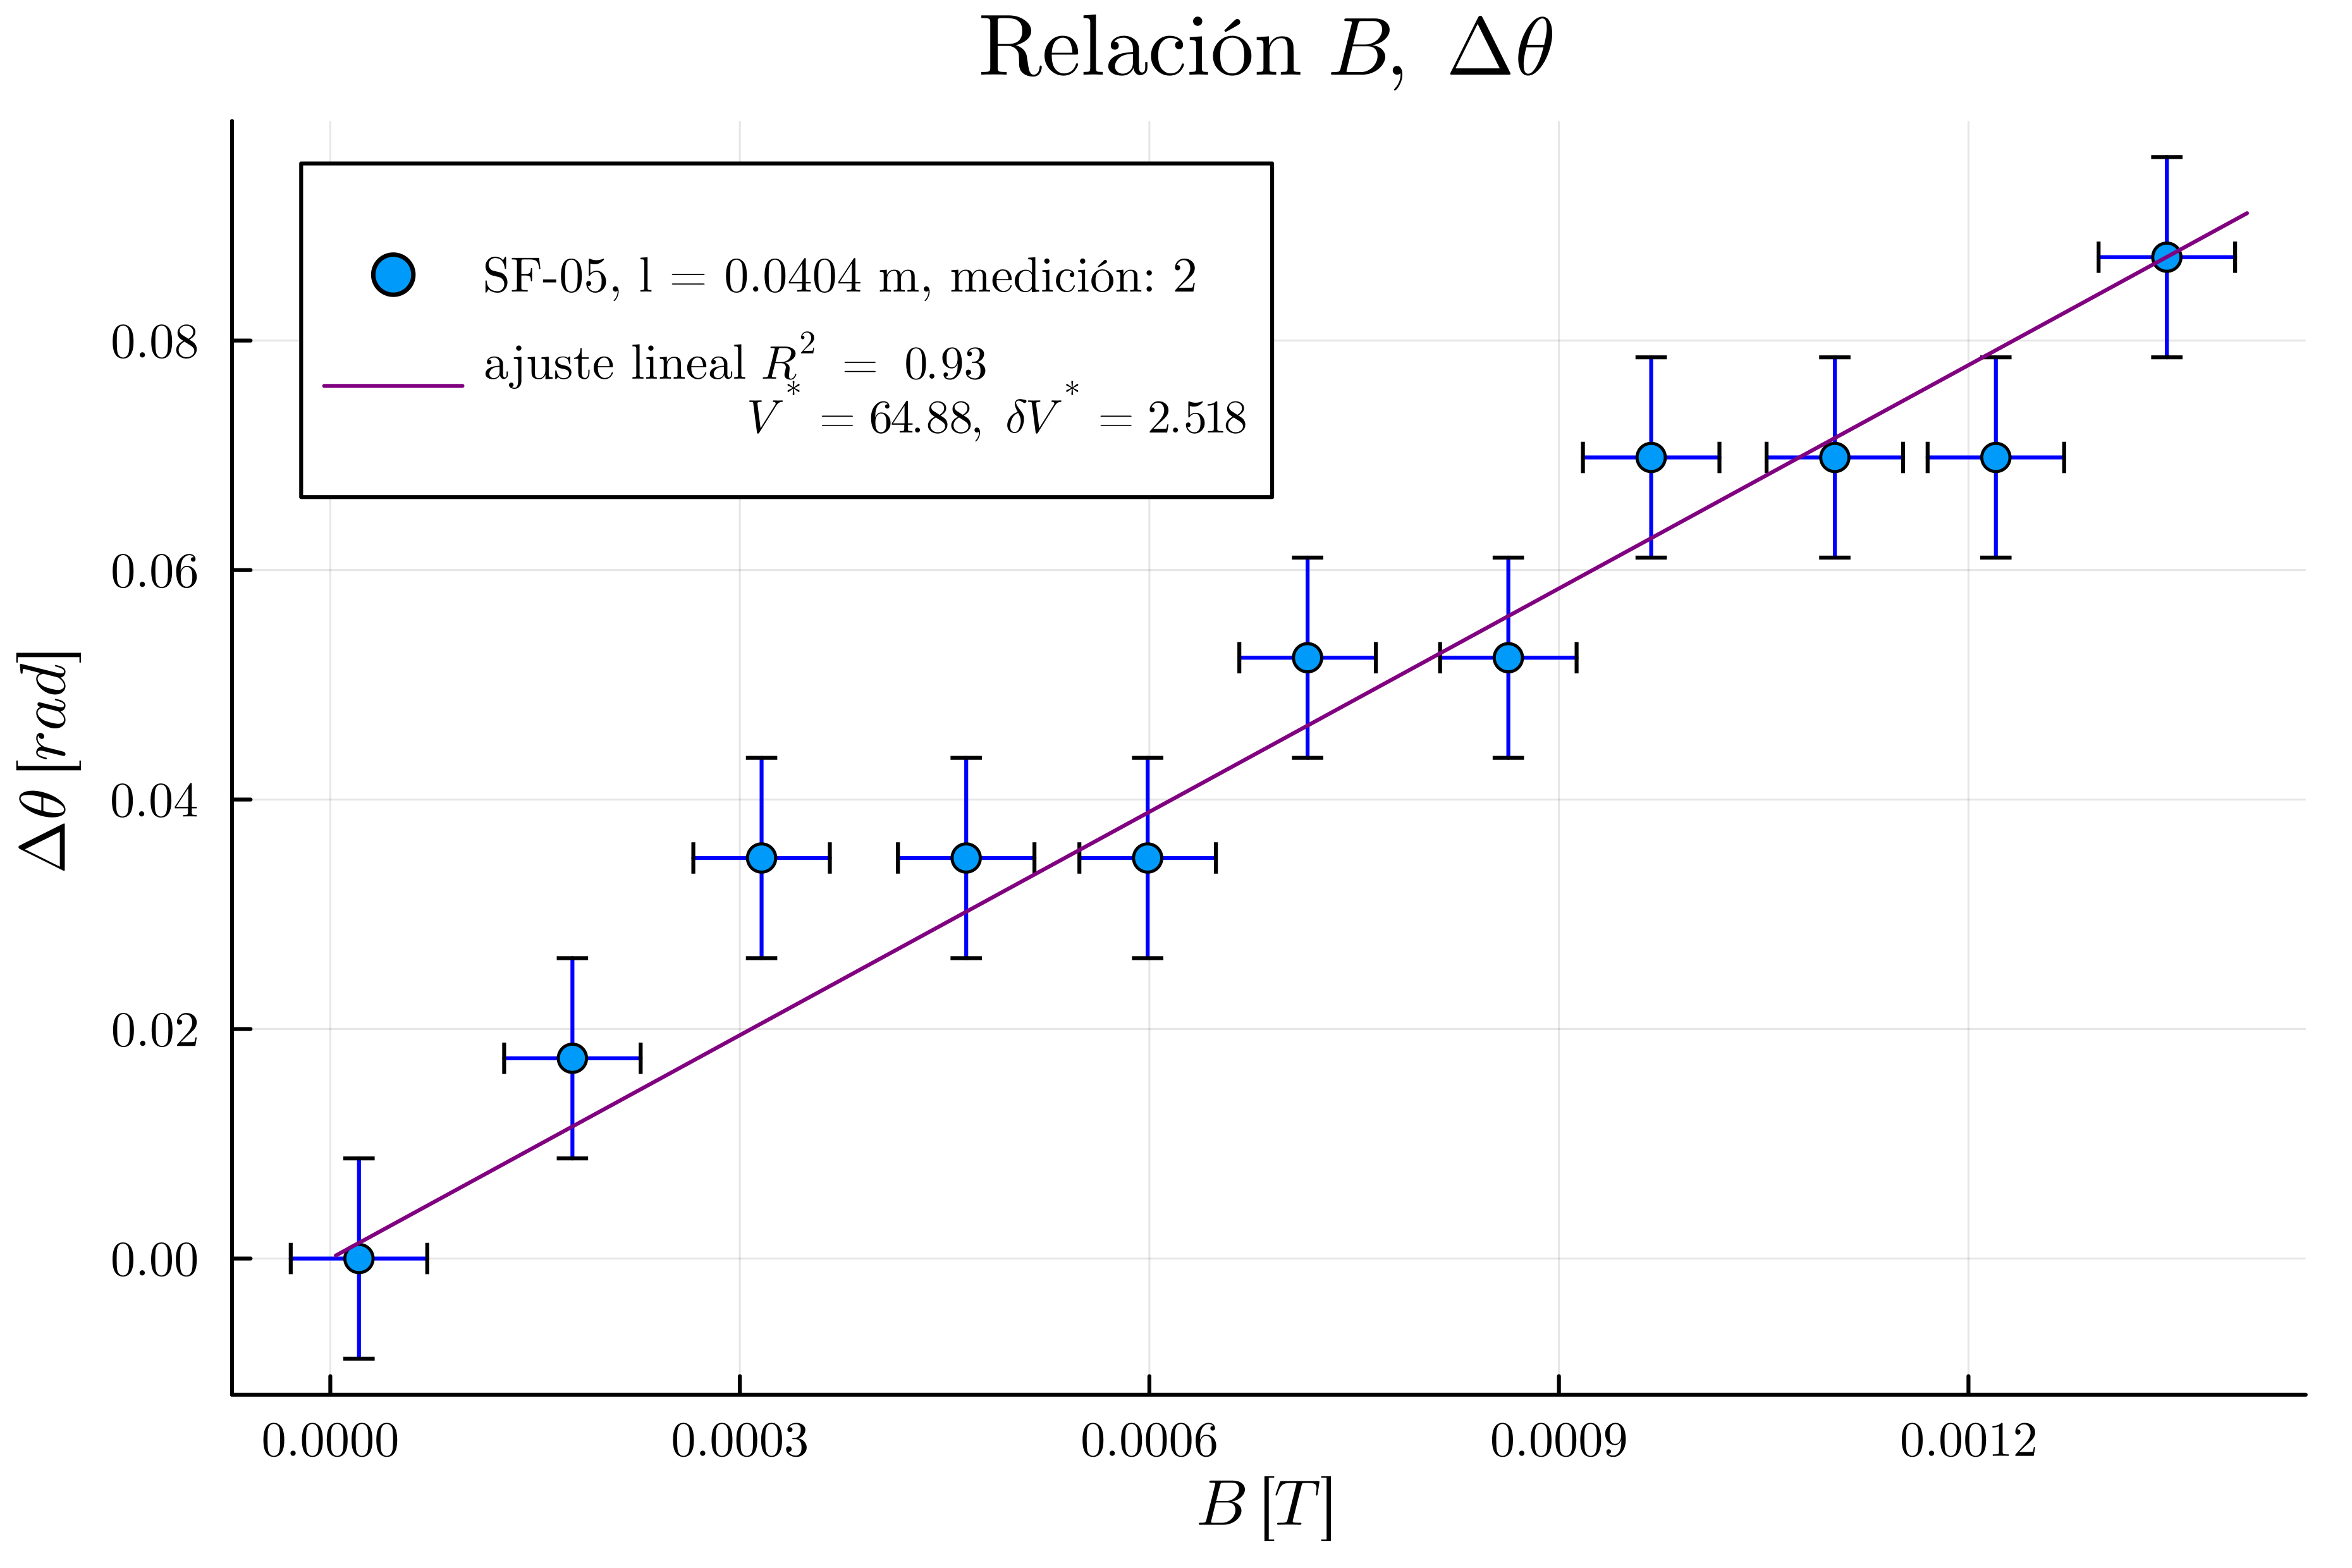 Relación B, Δθ
SF-05, l = 0.0404 m, medición: 2
ajuste lineal R² = 0.93
V* = 64.88, δV* = 2.518
Δθ [rad]
0.08
0.06
0.04
0.02
0.00
0.0000 0.0003 0.0006 0.0009 0.0012
B [T]